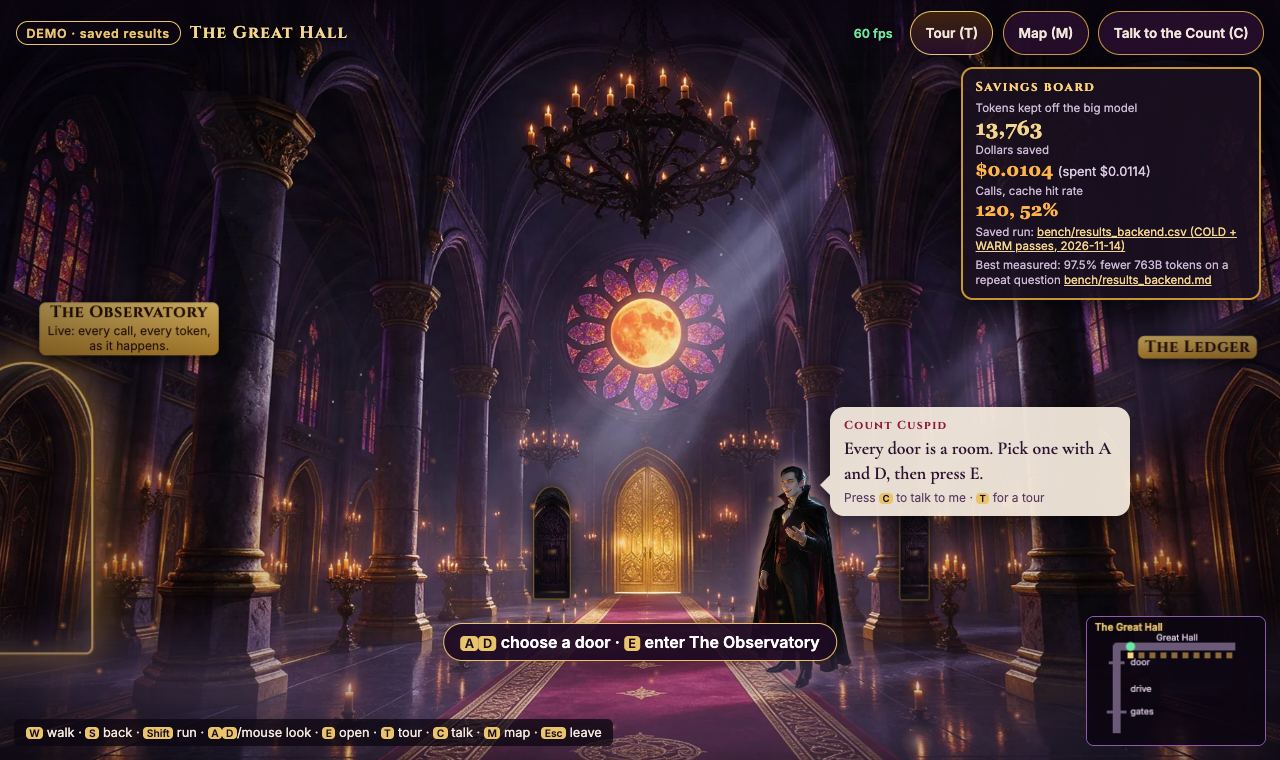 DEMO · saved results
THE GREAT HALL
60 fps
Tour (T)
Map (M)
Talk to the Count (C)
SAVINGS BOARD
Tokens kept off the big model
13,763
Dollars saved
$0.0104 (spent $0.0114)
Calls, cache hit rate
120, 52%
Saved run: bench/results_backend.csv (COLD +
WARM passes, 2026-11-14)
Best measured: 97.5% fewer 763B tokens on a
repeat question bench/results_backend.md
THE OBSERVATORY
Live: every call, every token,
as it happens.
THE LEDGER
COUNT CUSPID
Every door is a room. Pick one with A
and D, then press E.
Press C to talk to me · T for a tour
A D choose a door · E enter The Observatory
The Great Hall
Great Hall
door
drive
gates
W walk · S back · Shift run · A D/mouse look · E open · T tour · C talk · M map · Esc leave